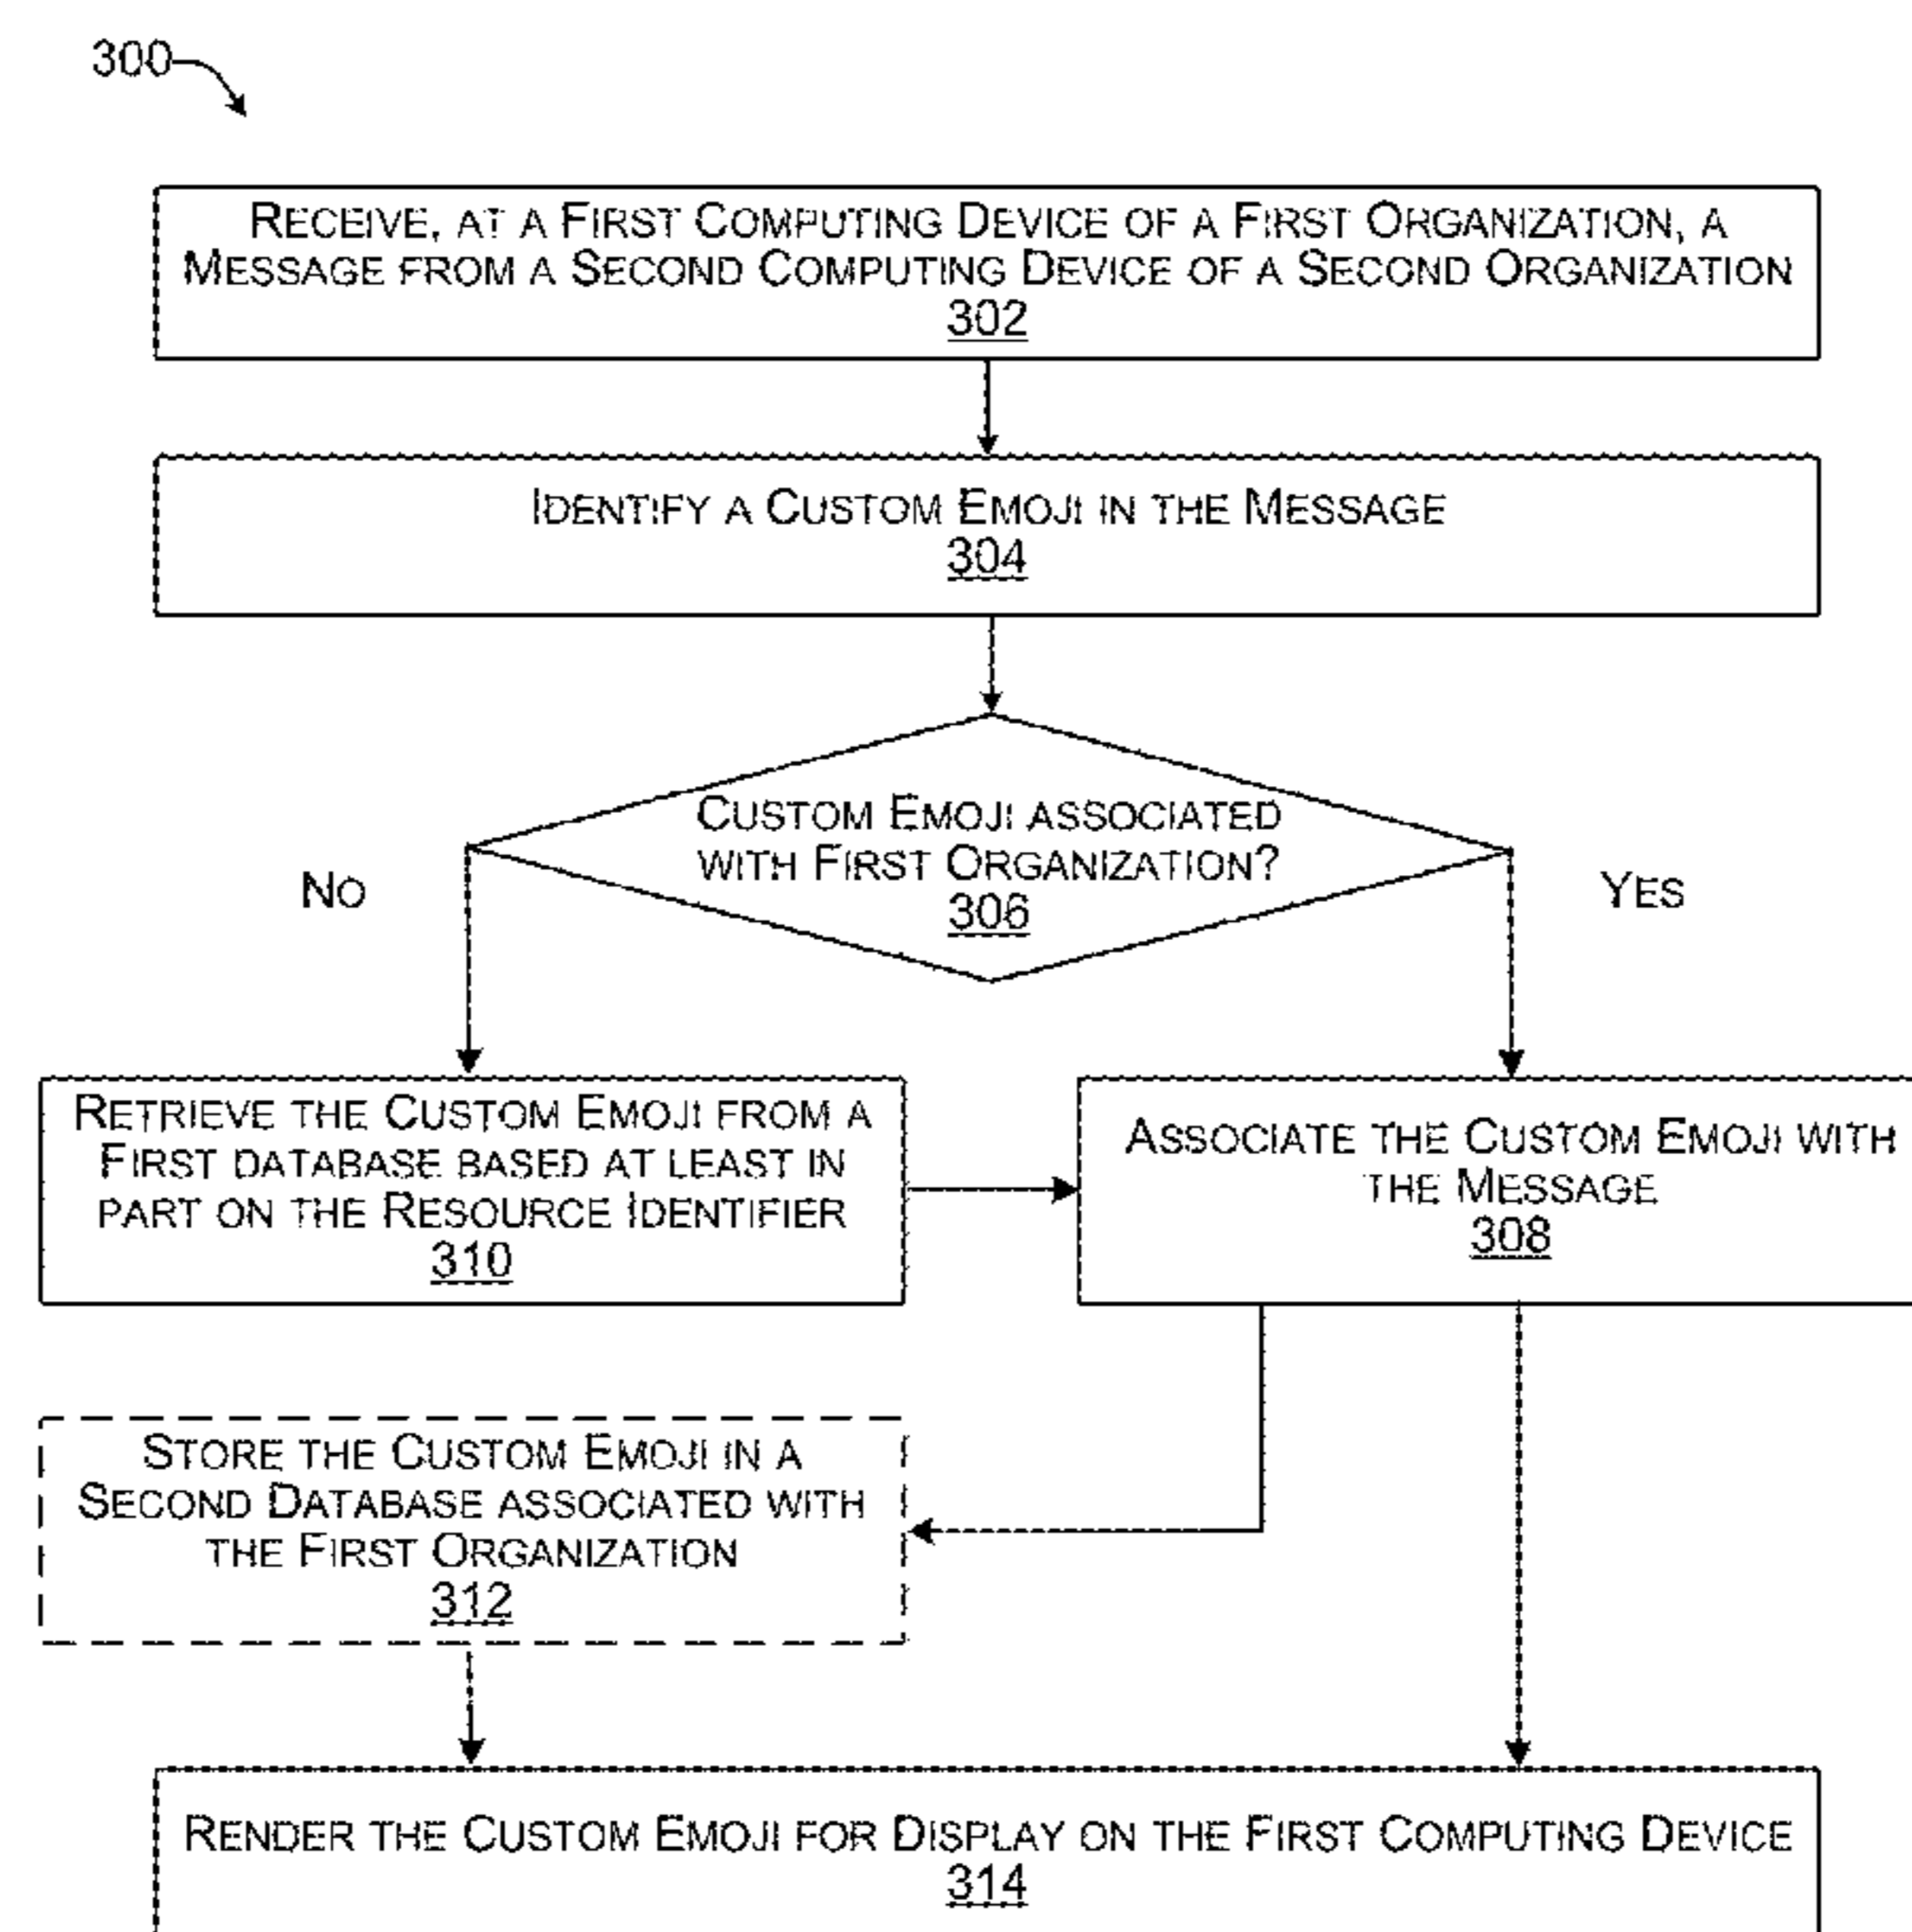 300
RECEIVE, AT A FIRST COMPUTING DEVICE OF A FIRST ORGANIZATION, A
MESSAGE FROM A SECOND COMPUTING DEVICE OF A SECOND ORGANIZATION
302
IDENTIFY A CUSTOM EMOJI IN THE MESSAGE
304
CUSTOM EMOJI ASSOCIATED
WITH FIRST ORGANIZATION?
306
NO
YES
RETRIEVE THE CUSTOM EMOJI FROM A
FIRST DATABASE BASED AT LEAST IN
PART ON THE RESOURCE IDENTIFIER
310
ASSOCIATE THE CUSTOM EMOJI WITH
THE MESSAGE
308
STORE THE CUSTOM EMOJI IN A
SECOND DATABASE ASSOCIATED WITH
THE FIRST ORGANIZATION
312
RENDER THE CUSTOM EMOJI FOR DISPLAY ON THE FIRST COMPUTING DEVICE
314